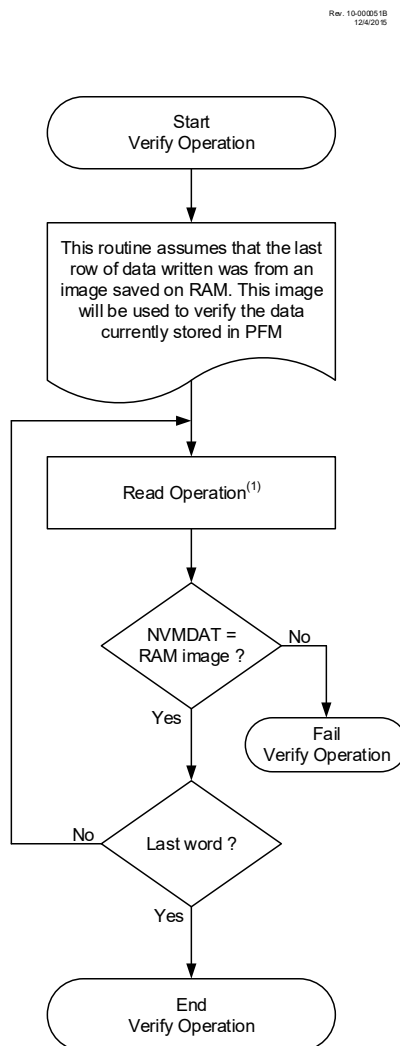 Rev. 10-000051B
12/4/2015
Start
Verify Operation
This routine assumes that the last
row of data written was from an
image saved on RAM. This image
will be used to verify the data
currently stored in PFM
Read Operation(1)
NVMDAT =
RAM image ?
No
Yes
Fail
Verify Operation
No
Last word ?
Yes
End
Verify Operation